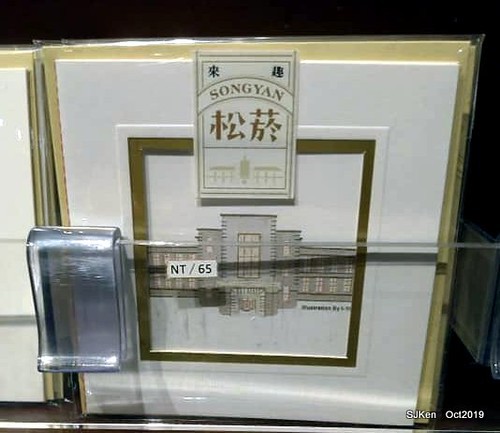 來趣
SONGYAN
松菸
NT / 65
Illustration By
SJKen Oct2019